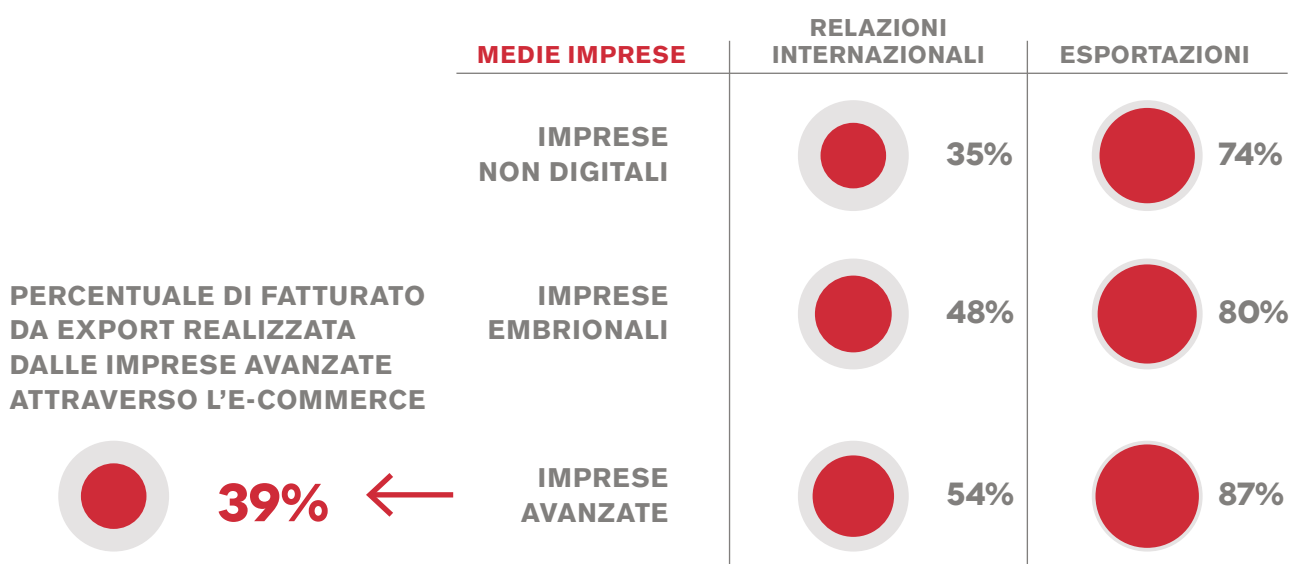 MEDIE IMPRESE
RELAZIONI
INTERNAZIONALI
ESPORTAZIONI
IMPRESE
NON DIGITALI
35%
74%
IMPRESE
EMBRIONALI
48%
80%
PERCENTUALE DI FATTURATO
DA EXPORT REALIZZATA
DALLE IMPRESE AVANZATE
ATTRAVERSO L’E-COMMERCE
39%
IMPRESE
AVANZATE
54%
87%